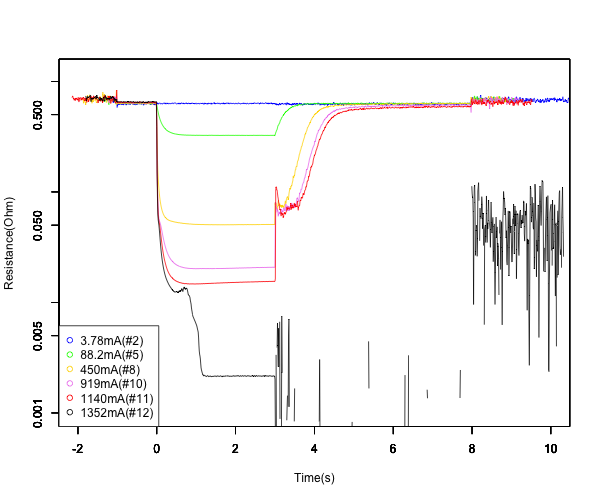 0.500
0.050
0.005
0.001
Resistance(Ohm)
3.78mA(#2)
88.2mA(#5)
450mA(#8)
919mA(#10)
1140mA(#11)
1352mA(#12)
-2 0 2 4 6 8 10
Time(s)